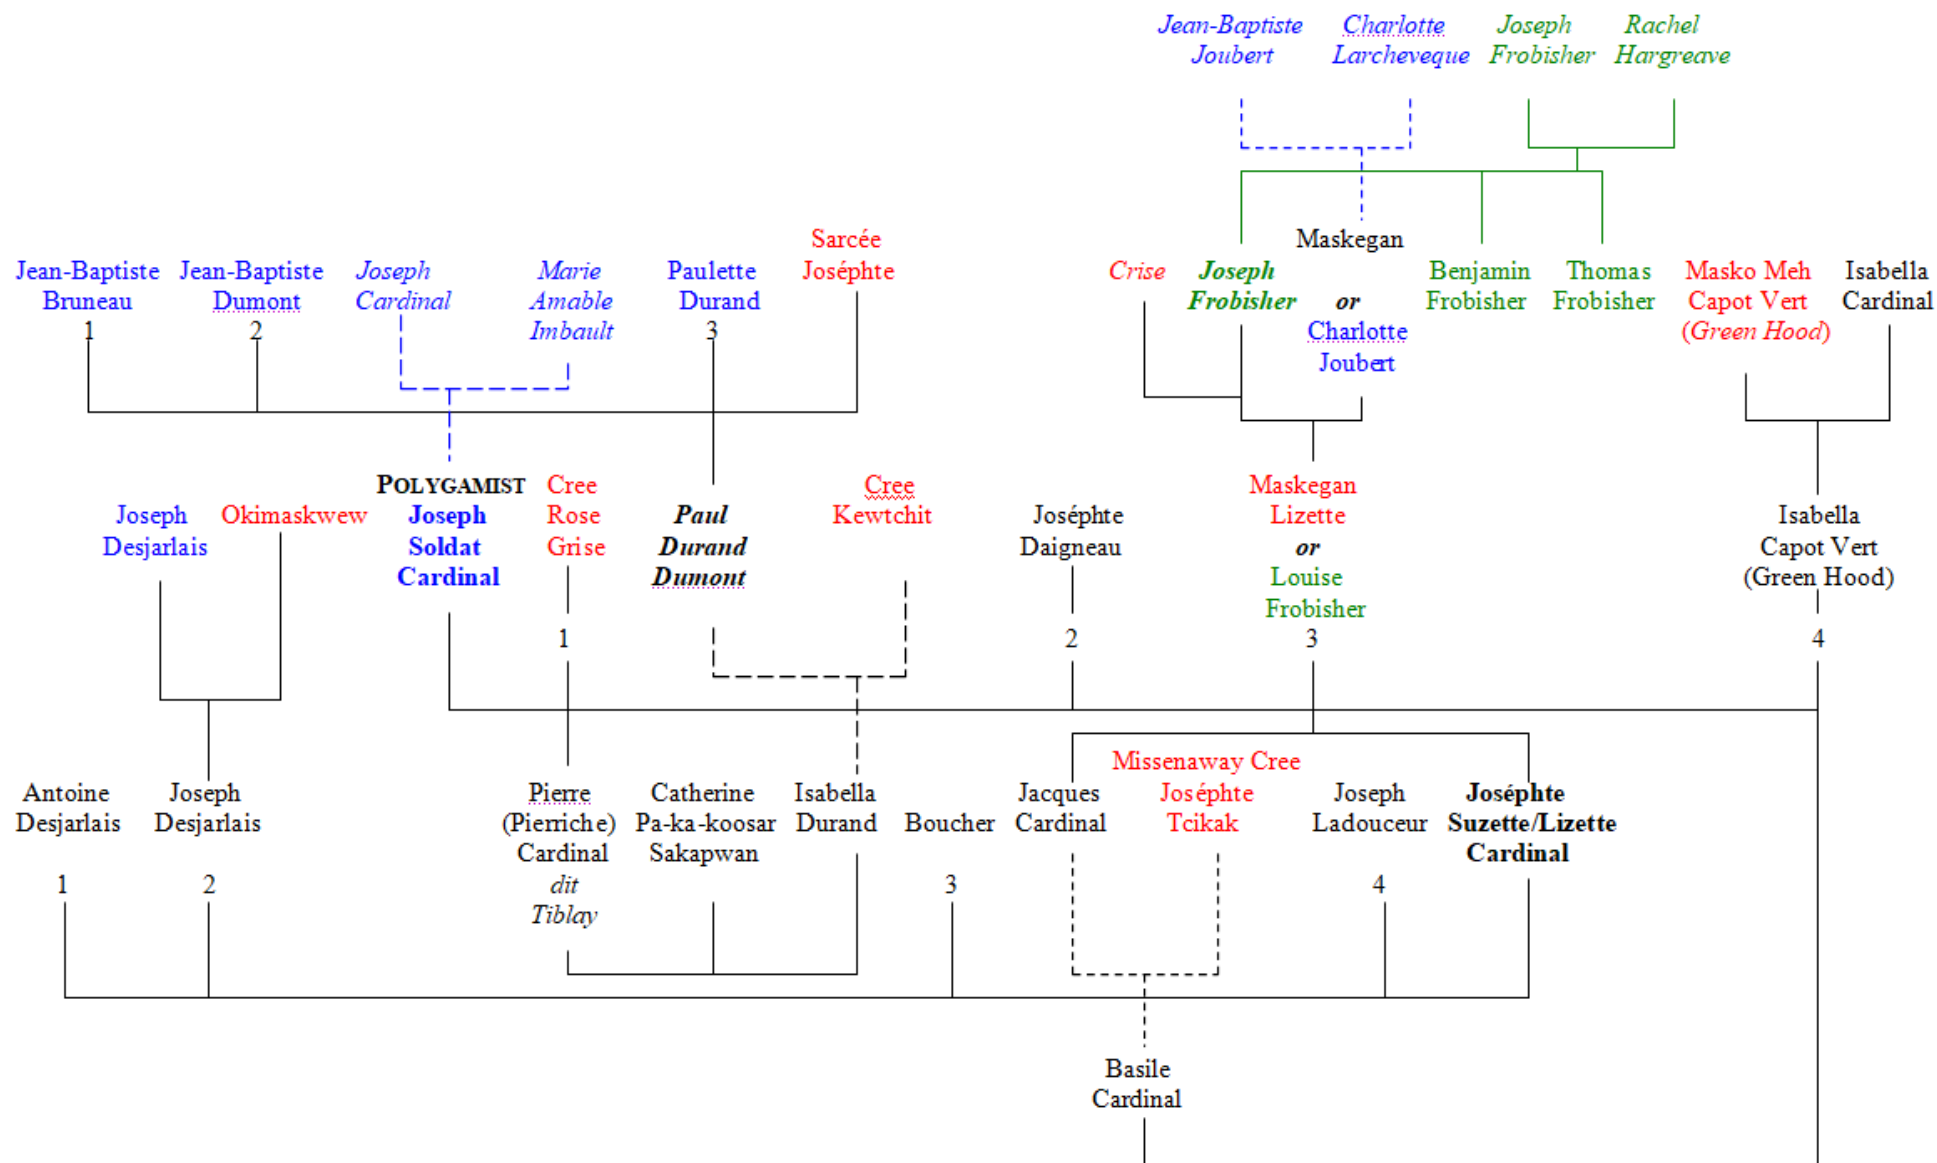 Jean-Baptiste
Joubert
Charlotte
Larcheveque
Joseph
Frobisher
Rachel
Hargreave
Jean-Baptiste
Bruneau
1
Jean-Baptiste
Dumont
2
Joseph
Cardinal
Marie
Amable
Imbault
Paulette
Durand
3
Sarcée
Joséphte
Crise
Joseph
Frobisher
Maskegan
or
Charlotte
Joubert
Benjamin
Frobisher
Thomas
Frobisher
Masko Meh
Capot Vert
(Green Hood)
Isabella
Cardinal
Joseph
Desjarlais
Okimaskwew
POLYGAMIST
Joseph
Soldat
Cardinal
Cree
Rose
Grise
1
Paul
Durand
Dumont
Cree
Kewtchit
Joséphte
Daigneau
2
Maskegan
Lizette
or
Louise
Frobisher
3
Isabella
Capot Vert
(Green Hood)
4
Antoine
Desjarlais
1
Joseph
Desjarlais
2
Pierre
(Pierriche)
Cardinal
dit
Tiblay
Catherine
Pa-ka-koosar
Sakapwan
Isabella
Durand
Boucher
3
Jacques
Cardinal
Missenaway Cree
Joséphte
Tcikak
Joseph
Ladouceur
4
Joséphte
Suzette/Lizette
Cardinal
Basile
Cardinal